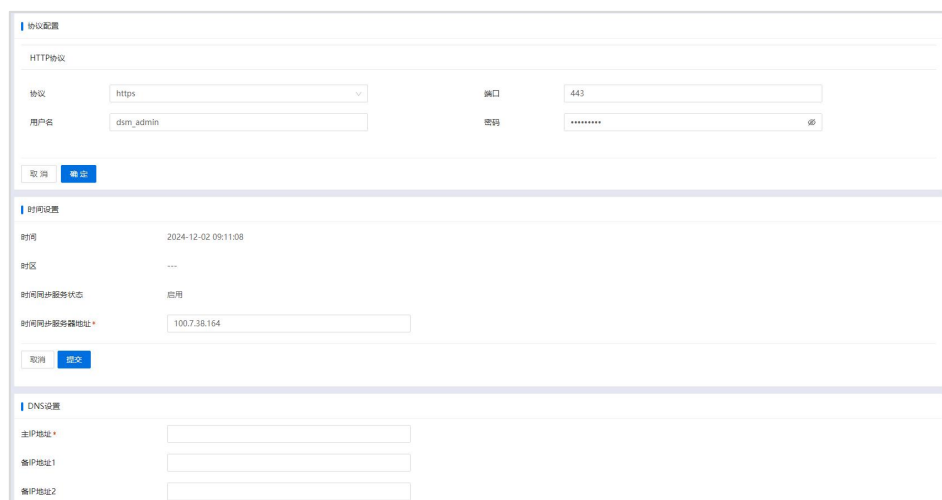 协议配置
HTTP协议
协议 https 端口 443
用户名 dsm_admin 密码 •••••••••
取消 确定
时间设置
时间 2024-12-02 09:11:08
时区 ---
时间同步服务状态 启用
时间同步服务器地址* 100.7.38.164
取消 提交
DNS设置
主IP地址*
备IP地址1
备IP地址2